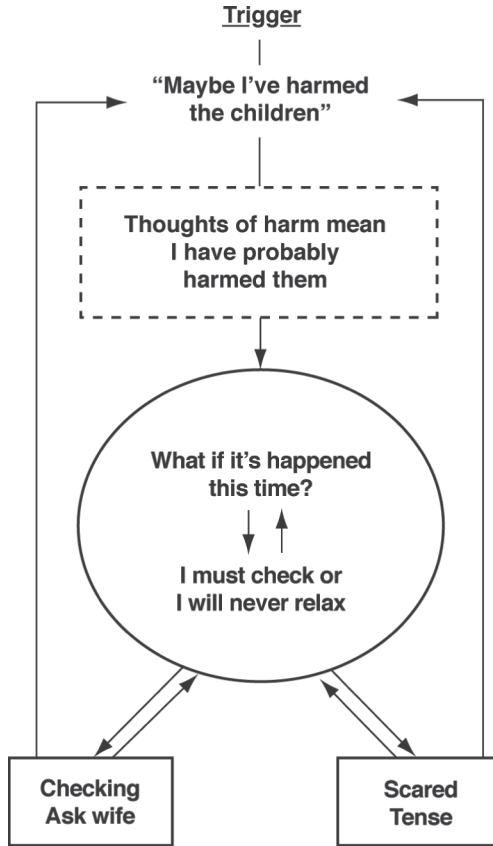 Trigger
“Maybe I’ve harmed
the children”
Thoughts of harm mean
I have probably
harmed them
What if it’s happened
this time?
I must check or
I will never relax
Checking
Ask wife
Scared
Tense